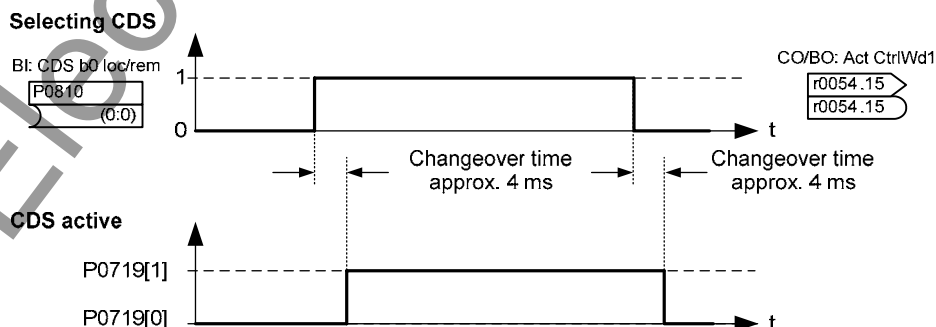 Selecting CDS
BI: CDS b0 loc/rem
P0810
(0:0)
1
0
t
CO/BO: Act CtrlWd1
r0054.15
r0054.15
Changeover time
approx. 4 ms
Changeover time
approx. 4 ms
CDS active
P0719[1]
P0719[0]
t